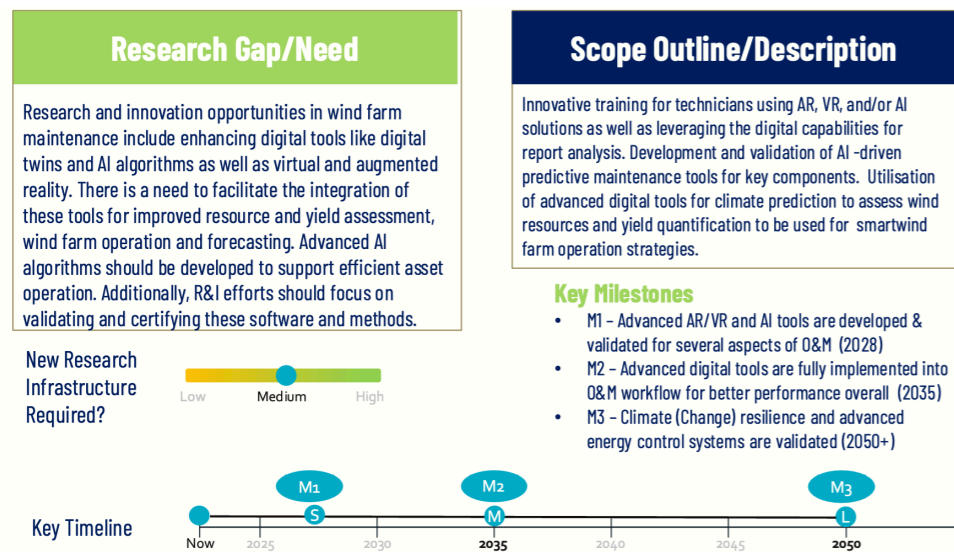 Research Gap/Need
Research and innovation opportunities in wind farm
maintenance include enhancing digital tools like digital
twins and AI algorithms as well as virtual and augmented
reality. There is a need to facilitate the integration of
these tools for improved resource and yield assessment,
wind farm operation and forecasting. Advanced AI
algorithms should be developed to support efficient asset
operation. Additionally, R&I efforts should focus on
validating and certifying these software and methods.
Scope Outline/Description
Innovative training for technicians using AR, VR, and/or AI
solutions as well as leveraging the digital capabilities for
report analysis. Development and validation of AI -driven
predictive maintenance tools for key components.  Utilisation
of advanced digital tools for climate prediction to assess wind
resources and yield quantification to be used for  smartwind
farm operation strategies.
Key Milestones
• M1 – Advanced AR/VR and AI tools are developed &
validated for several aspects of O&M  (2028)
• M2 – Advanced digital tools are fully implemented into
O&M workflow for better performance overall  (2035)
• M3 – Climate (Change) resilience and advanced
energy control systems are validated (2050+)
New Research
Infrastructure
Required?
Low Medium High
M1 M2 M3
Key Timeline
S M L
Now 2025 2030 2035 2040 2045 2050